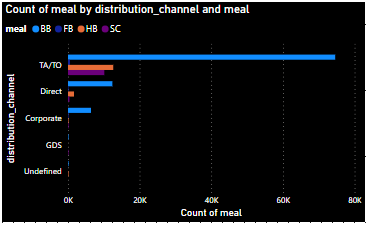 Count of meal by distribution_channel and meal
meal BB FB HB SC
distribution_channel
TA/TO
Direct
Corporate
GDS
Undefined
0K 20K 40K 60K 80K
Count of meal